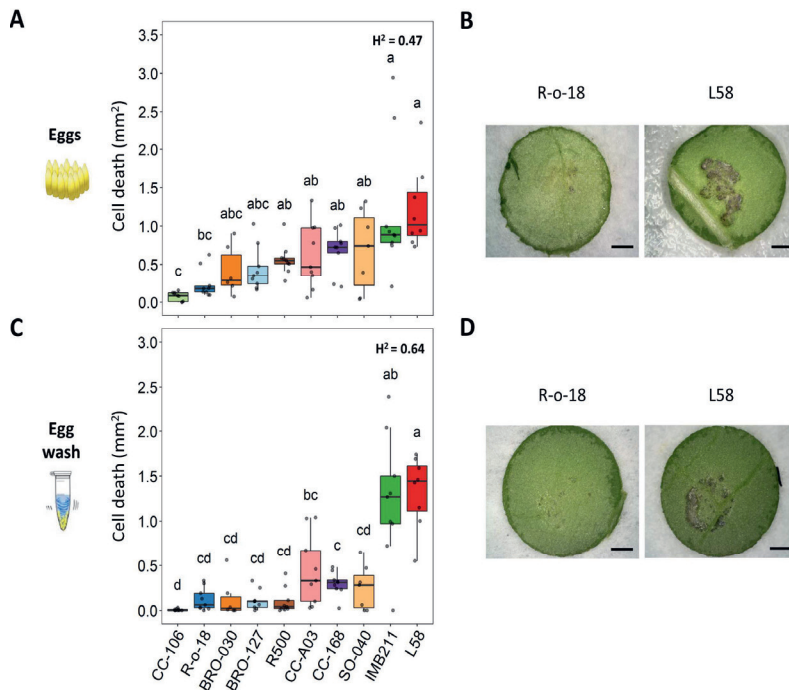 A
B
H² = 0.47
R-o-18
L58
Eggs
Cell death (mm²)
3.5
3.0
2.5
2.0
1.5
1.0
0.5
0.0
c
bc
abc
abc
ab
ab
ab
ab
a
a
C
D
H² = 0.64
R-o-18
L58
Egg
wash
Cell death (mm²)
3.0
2.5
2.0
1.5
1.0
0.5
0.0
d
cd
cd
cd
cd
bc
c
cd
ab
a
CC-106
R-o-18
BRO-030
BRO-127
R500
CC-A03
CC-168
SO-040
IMB211
L58